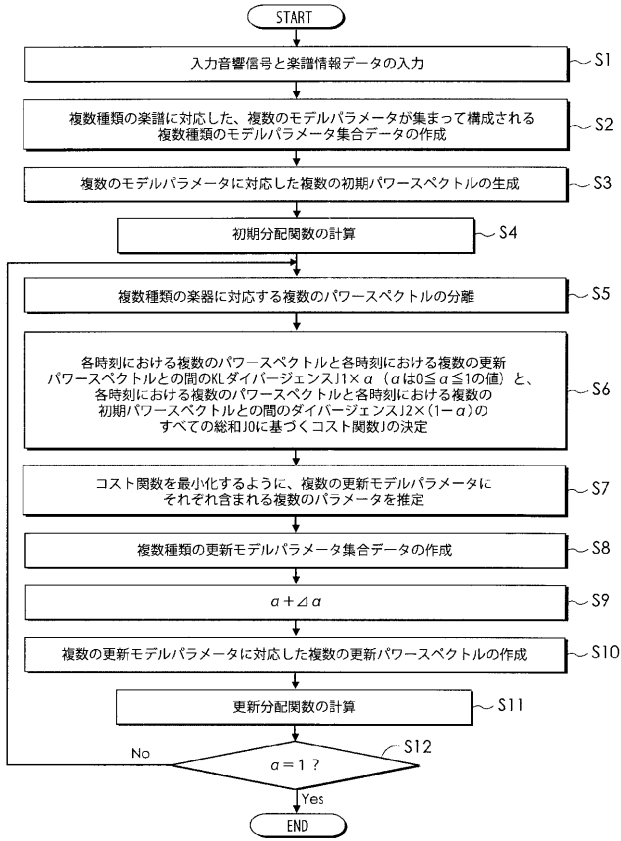 START
入力音響信号と楽譜情報データの入力
S1
複数種類の楽譜に対応した、複数のモデルパラメータが集まって構成される
複数種類のモデルパラメータ集合データの作成
S2
複数のモデルパラメータに対応した複数の初期パワースペクトルの生成
S3
初期分配関数の計算
S4
複数種類の楽器に対応する複数のパワースペクトルの分離
S5
各時刻における複数のパワースペクトルと各時刻における複数の更新
パワースペクトルとの間のKLダイバージェンスJ1×α（αは0≦α≦1の値）と、
各時刻における複数のパワースペクトルと各時刻における複数の
初期パワースペクトルとの間のダイバージェンスJ2×(1−α)の
すべての総和J0に基づくコスト関数Jの決定
S6
コスト関数を最小化するように、複数の更新モデルパラメータに
それぞれ含まれる複数のパラメータを推定
S7
複数種類の更新モデルパラメータ集合データの作成
S8
α+⊿α
S9
複数の更新モデルパラメータに対応した複数の更新パワースペクトルの作成
S10
更新分配関数の計算
S11
α＝1 ?
S12
No
Yes
END